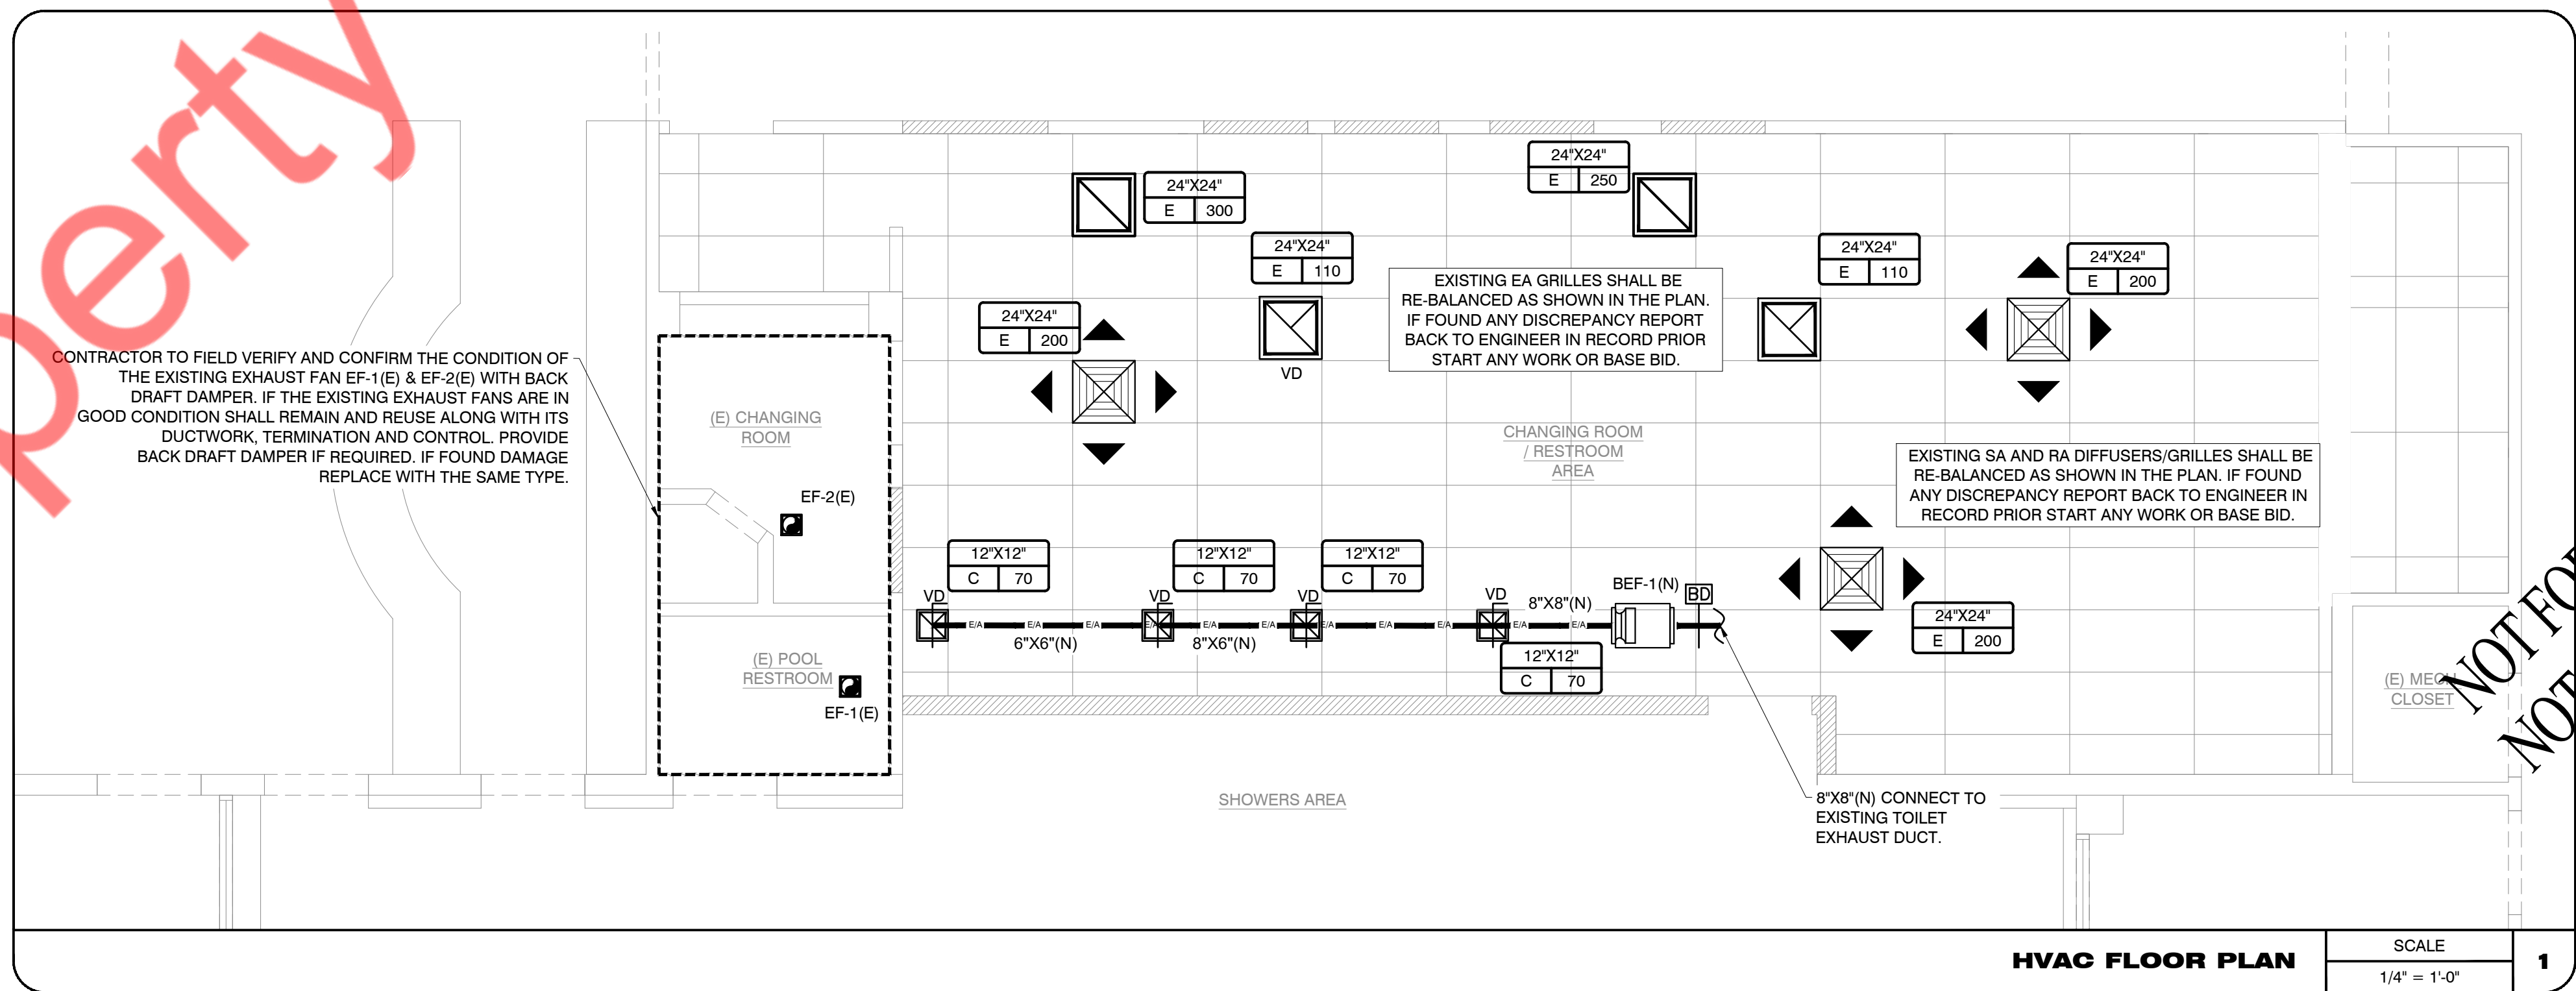 perty
24"X24"
E 300
24"X24"
E 250
24"X24"
E 110
VD
24"X24"
E 200
EXISTING EA GRILLES SHALL BE
RE-BALANCED AS SHOWN IN THE PLAN.
IF FOUND ANY DISCREPANCY REPORT
BACK TO ENGINEER IN RECORD PRIOR
START ANY WORK OR BASE BID.
24"X24"
E 110
24"X24"
E 200
CONTRACTOR TO FIELD VERIFY AND CONFIRM THE CONDITION OF
THE EXISTING EXHAUST FAN EF-1(E) & EF-2(E) WITH BACK
DRAFT DAMPER. IF THE EXISTING EXHAUST FANS ARE IN
GOOD CONDITION SHALL REMAIN AND REUSE ALONG WITH ITS
DUCTWORK, TERMINATION AND CONTROL. PROVIDE
BACK DRAFT DAMPER IF REQUIRED. IF FOUND DAMAGE
REPLACE WITH THE SAME TYPE.
(E) CHANGING
ROOM
EF-2(E)
CHANGING ROOM
/ RESTROOM
AREA
EXISTING SA AND RA DIFFUSERS/GRILLES SHALL BE
RE-BALANCED AS SHOWN IN THE PLAN. IF FOUND
ANY DISCREPANCY REPORT BACK TO ENGINEER IN
RECORD PRIOR START ANY WORK OR BASE BID.
12"X12"
C 70
12"X12"
C 70
12"X12"
C 70
VD
VD
VD
VD
8"X8"(N)
BEF-1(N)
BD
E/A E/A E/A E/A E/A E/A E/A E/A E/A E/A E/A
6"X6"(N)
8"X6"(N)
12"X12"
C 70
24"X24"
E 200
(E) POOL
RESTROOM
EF-1(E)
(E) MECH
CLOSET
NOT FO
NOT
SHOWERS AREA
8"X8"(N) CONNECT TO
EXISTING TOILET
EXHAUST DUCT.
HVAC FLOOR PLAN
SCALE
1/4" = 1'-0"
1